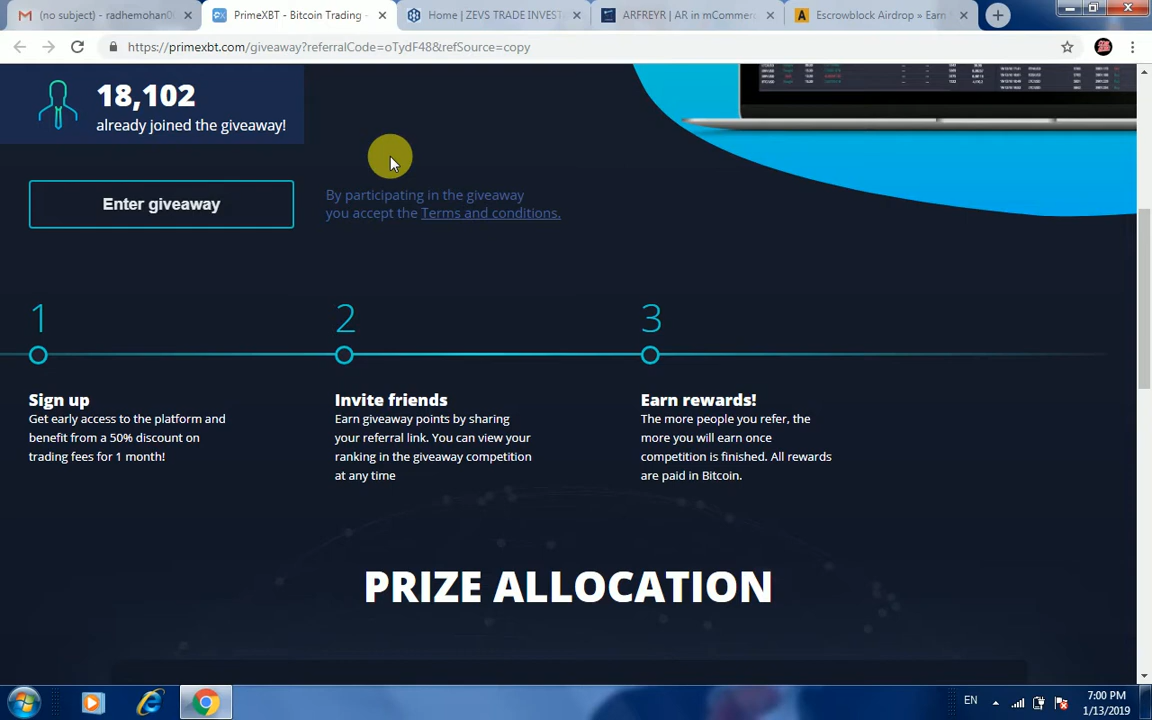 (no subject) - radhemohan0
PrimeXBT - Bitcoin Trading -
Home | ZEVS TRADE INVEST
ARFREYR | AR in mCommer
Escrowblock Airdrop » Earn
https://primexbt.com/giveaway?referralCode=oTydF48&refSource=copy
18,102
already joined the giveaway!
Enter giveaway
By participating in the giveaway
you accept the Terms and conditions.
1
2
3
Sign up
Get early access to the platform and
benefit from a 50% discount on
trading fees for 1 month!
Invite friends
Earn giveaway points by sharing
your referral link. You can view your
ranking in the giveaway competition
at any time
Earn rewards!
The more people you refer, the
more you will earn once
competition is finished. All rewards
are paid in Bitcoin.
PRIZE ALLOCATION
EN
7:00 PM
1/13/2019